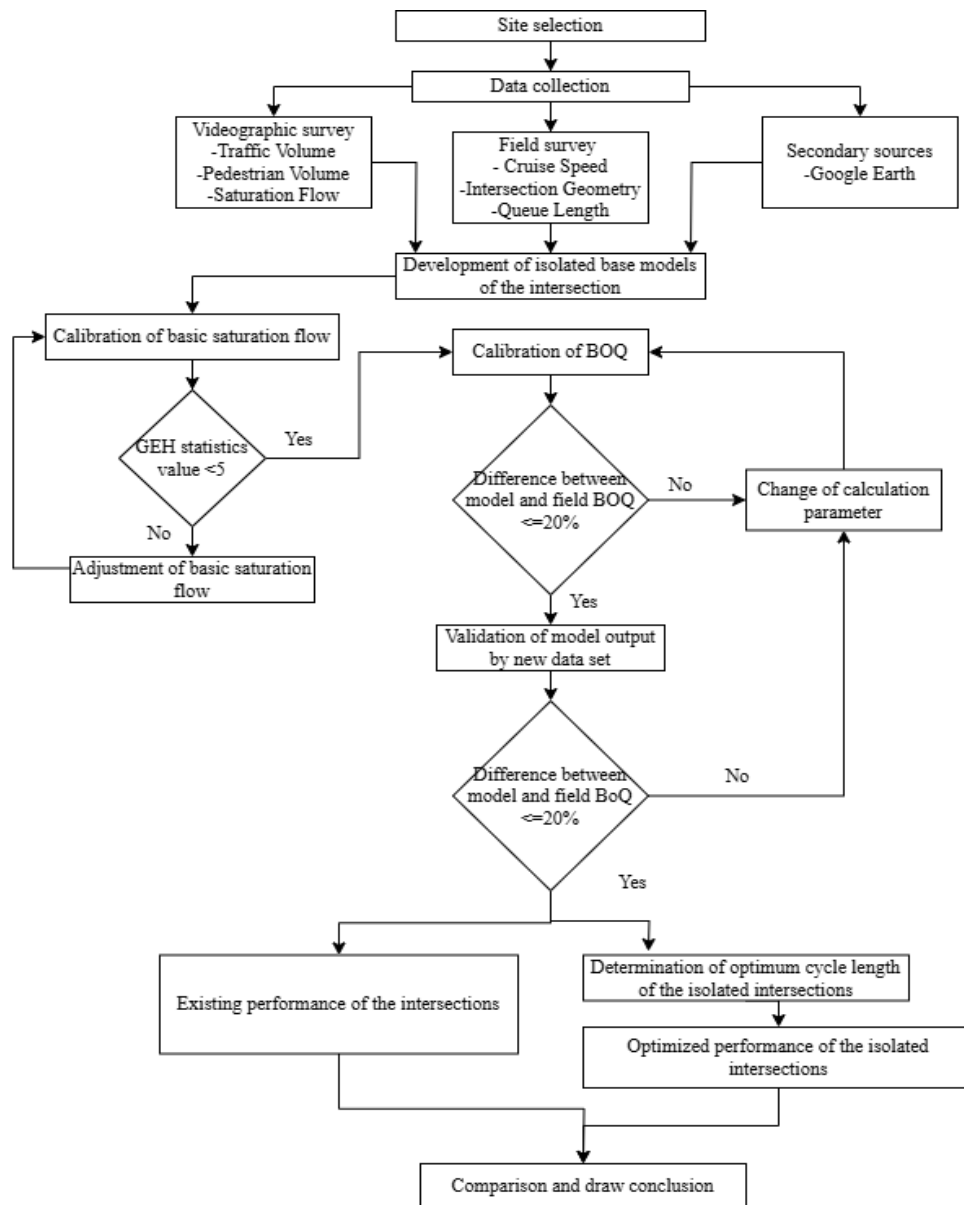 Site selection
Data collection
Videographic survey
-Traffic Volume
-Pedestrian Volume
-Saturation Flow
Field survey
- Cruise Speed
-Intersection Geometry
-Queue Length
Secondary sources
-Google Earth
Development of isolated base models
of the intersection
Calibration of basic saturation flow
Calibration of BOQ
GEH statistics
value <5
Yes
No
Adjustment of basic saturation
flow
Difference between
model and field BOQ
<=20%
No
Change of calculation
parameter
Yes
Validation of model output
by new data set
Difference between
model and field BoQ
<=20%
No
Yes
Existing performance of the intersections
Determination of optimum cycle length
of the isolated intersections
Optimized performance of the isolated
intersections
Comparison and draw conclusion